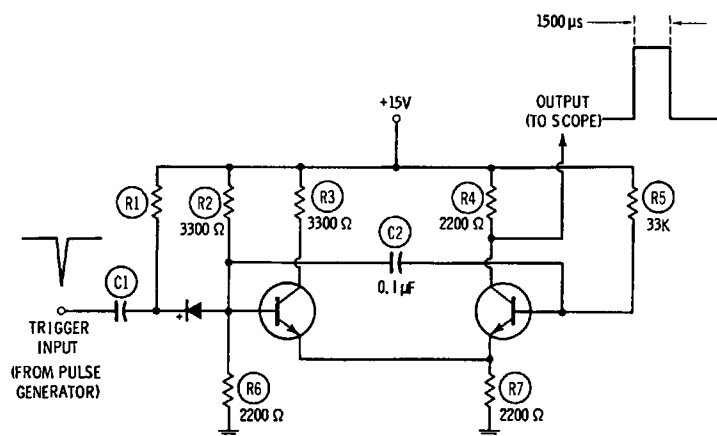 1500 µs
+15V
OUTPUT
(TO SCOPE)
R1
R2
3300 Ω
R3
3300 Ω
R4
2200 Ω
R5
33K
C2
0.1 µF
C1
+
TRIGGER
INPUT
(FROM PULSE
GENERATOR)
R6
2200 Ω
R7
2200 Ω